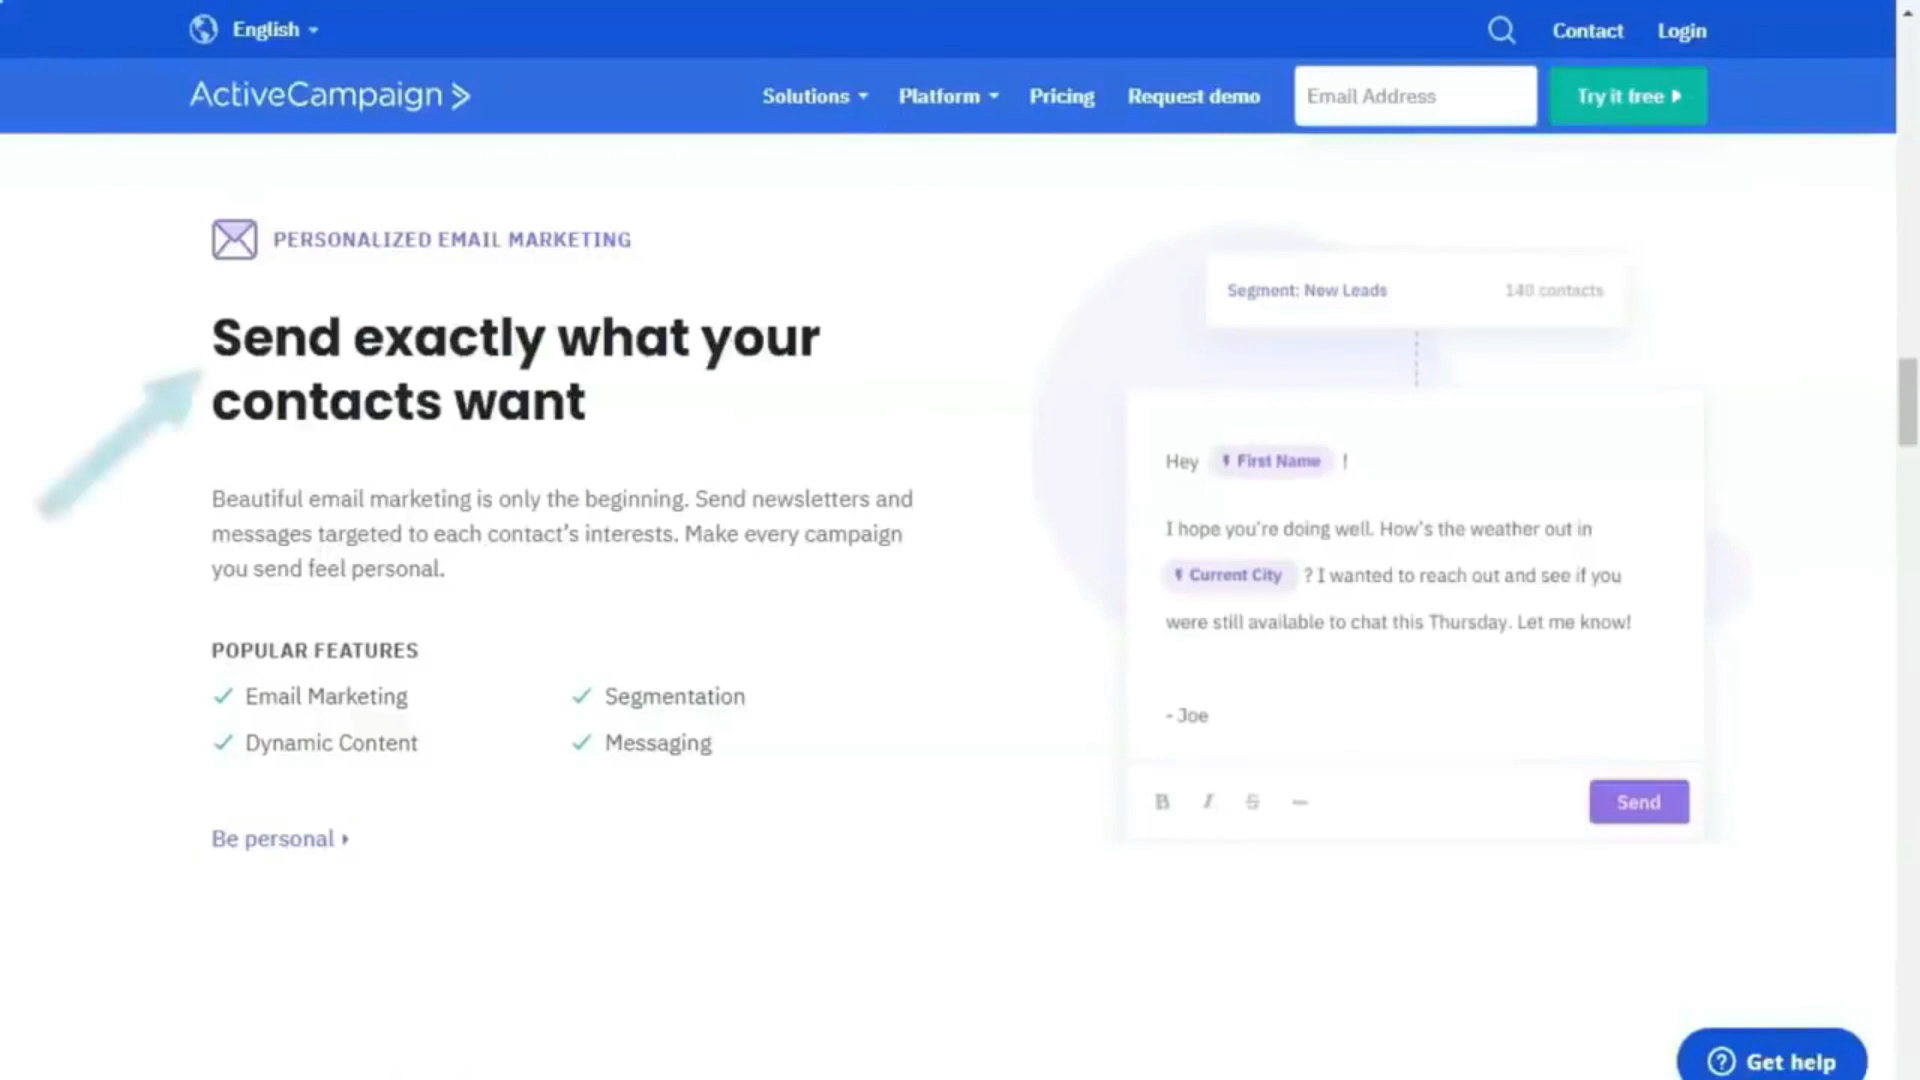 English
Contact
Login
ActiveCampaign >
Solutions
Platform
Pricing
Request demo
Email Address
Try it free
PERSONALIZED EMAIL MARKETING
Send exactly what your
contacts want
Beautiful email marketing is only the beginning. Send newsletters and
messages targeted to each contact's interests. Make every campaign
you send feel personal.
POPULAR FEATURES
Email Marketing
Segmentation
Dynamic Content
Messaging
Be personal
Segment: New Leads
140 contacts
Hey First Name !
I hope you're doing well. How's the weather out in
Current City ? I wanted to reach out and see if you
were still available to chat this Thursday. Let me know!
- Joe
B I S
Send
Get help